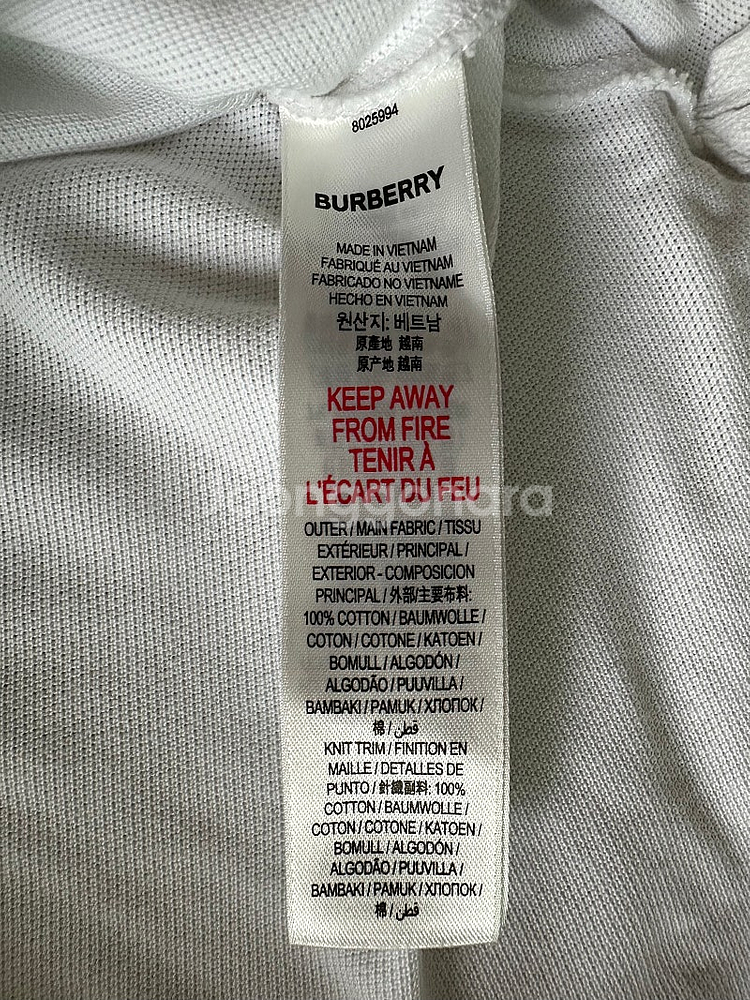 8025994
BURBERRY
MADE IN VIETNAM
FABRIQUÉ AU VIETNAM
FABRICADO NO VIETNAME
HECHO EN VIETNAM
원산지: 베트남
原產地 越南
原产地 越南
KEEP AWAY
FROM FIRE
TENIR À
L'ÉCART DU FEU
OUTER / MAIN FABRIC / TISSU
EXTÉRIEUR / PRINCIPAL /
EXTERIOR - COMPOSICION
PRINCIPAL / 外部/主要布料:
100% COTTON / BAUMWOLLE /
COTON / COTONE / KATOEN /
BOMULL / ALGODÓN /
ALGODÃO / PUUVILLA /
BAMBAKI / PAMUK / ХЛОПОК /
棉 / قطن
KNIT TRIM / FINITION EN
MAILLE / DETALLES DE
PUNTO / 針織副料: 100%
COTTON / BAUMWOLLE /
COTON / COTONE / KATOEN /
BOMULL / ALGODÓN /
ALGODÃO / PUUVILLA /
BAMBAKI / PAMUK / ХЛОПОК /
棉 / قطن